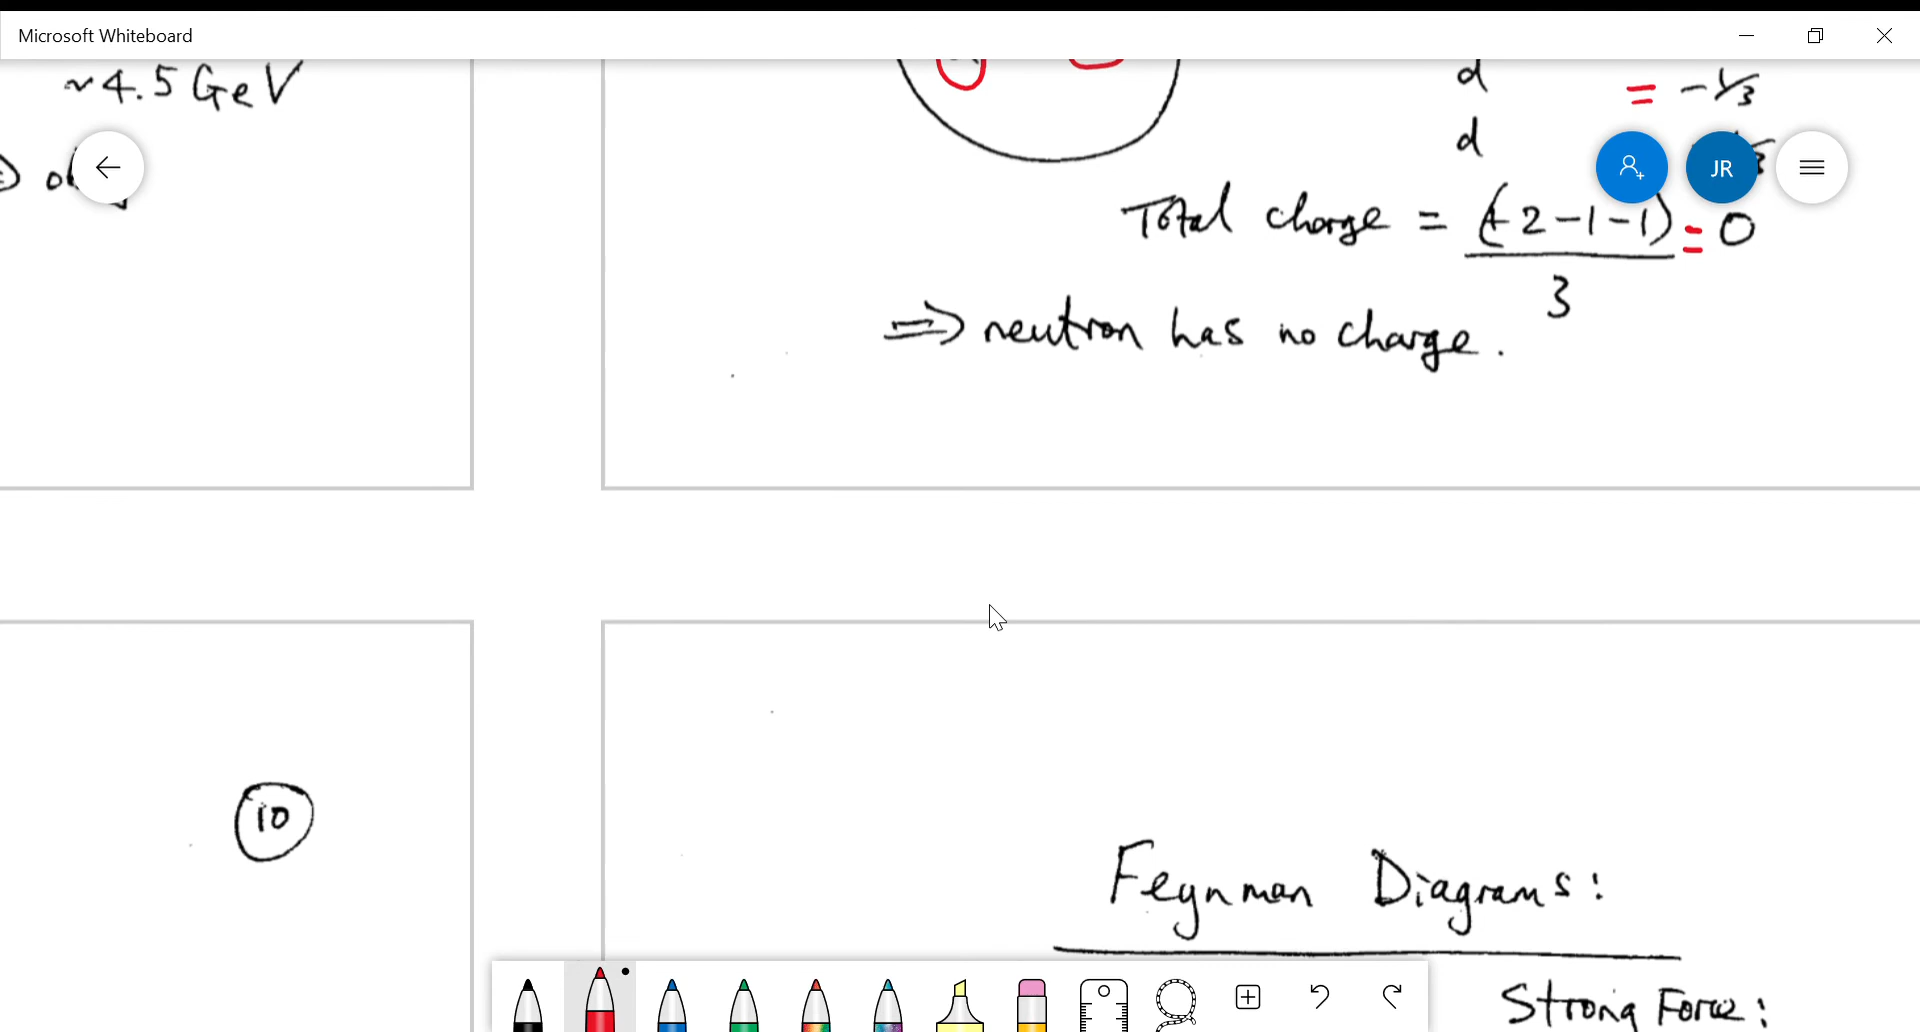 Microsoft Whiteboard
~4.5 GeV
d = -1/3
d
JR
Total charge = (+2-1-1)/3 = 0
⇒ neutron has no charge.
10
Feynman Diagrams:
Strong Force: